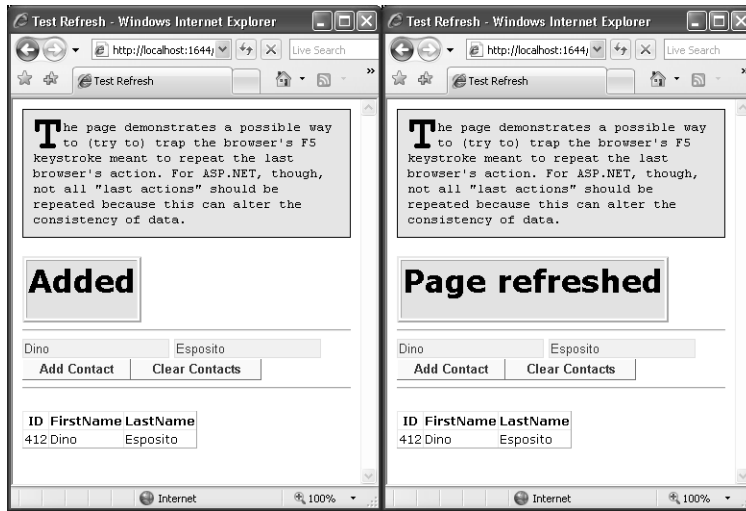 Test Refresh - Windows Internet Explorer
http://localhost:1644/
Live Search
Test Refresh
»
The page demonstrates a possible way
to (try to) trap the browser's F5
keystroke meant to repeat the last
browser's action. For ASP.NET, though,
not all "last actions" should be
repeated because this can alter the
consistency of data.
Added
Dino Esposito
Add Contact Clear Contacts
ID FirstName LastName
412 Dino Esposito
Internet 100%
Test Refresh - Windows Internet Explorer
http://localhost:1644/
Live Search
Test Refresh
»
The page demonstrates a possible way
to (try to) trap the browser's F5
keystroke meant to repeat the last
browser's action. For ASP.NET, though,
not all "last actions" should be
repeated because this can alter the
consistency of data.
Page refreshed
Dino Esposito
Add Contact Clear Contacts
ID FirstName LastName
412 Dino Esposito
Internet 100%